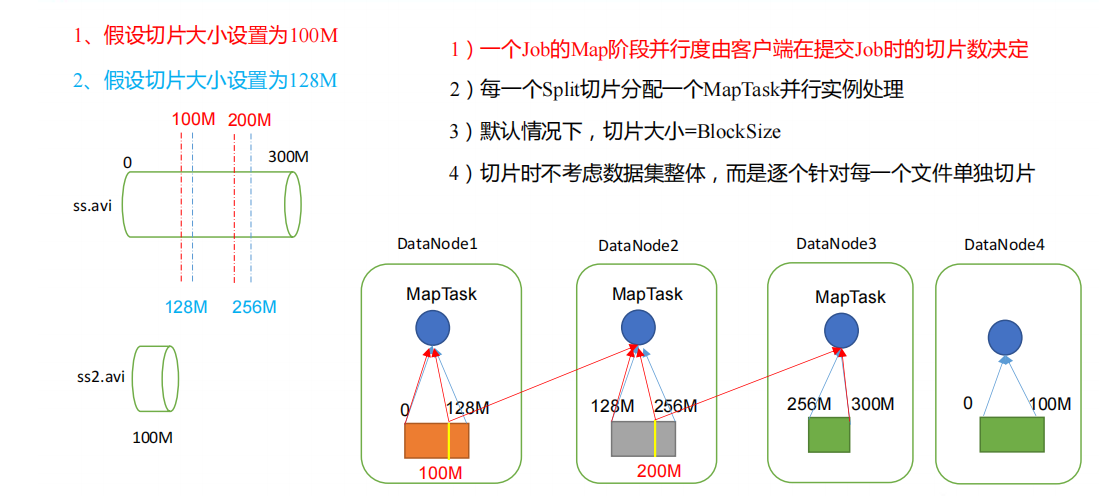 1、假设切片大小设置为100M
2、假设切片大小设置为128M
1）一个Job的Map阶段并行度由客户端在提交Job时的切片数决定
2）每一个Split切片分配一个MapTask并行实例处理
3）默认情况下，切片大小=BlockSize
4）切片时不考虑数据集整体，而是逐个针对每一个文件单独切片
100M 200M
0 300M
ss.avi
128M 256M
ss2.avi
100M
DataNode1 DataNode2 DataNode3 DataNode4
MapTask MapTask MapTask
0 128M 128M 256M 256M 300M 0 100M
100M 200M